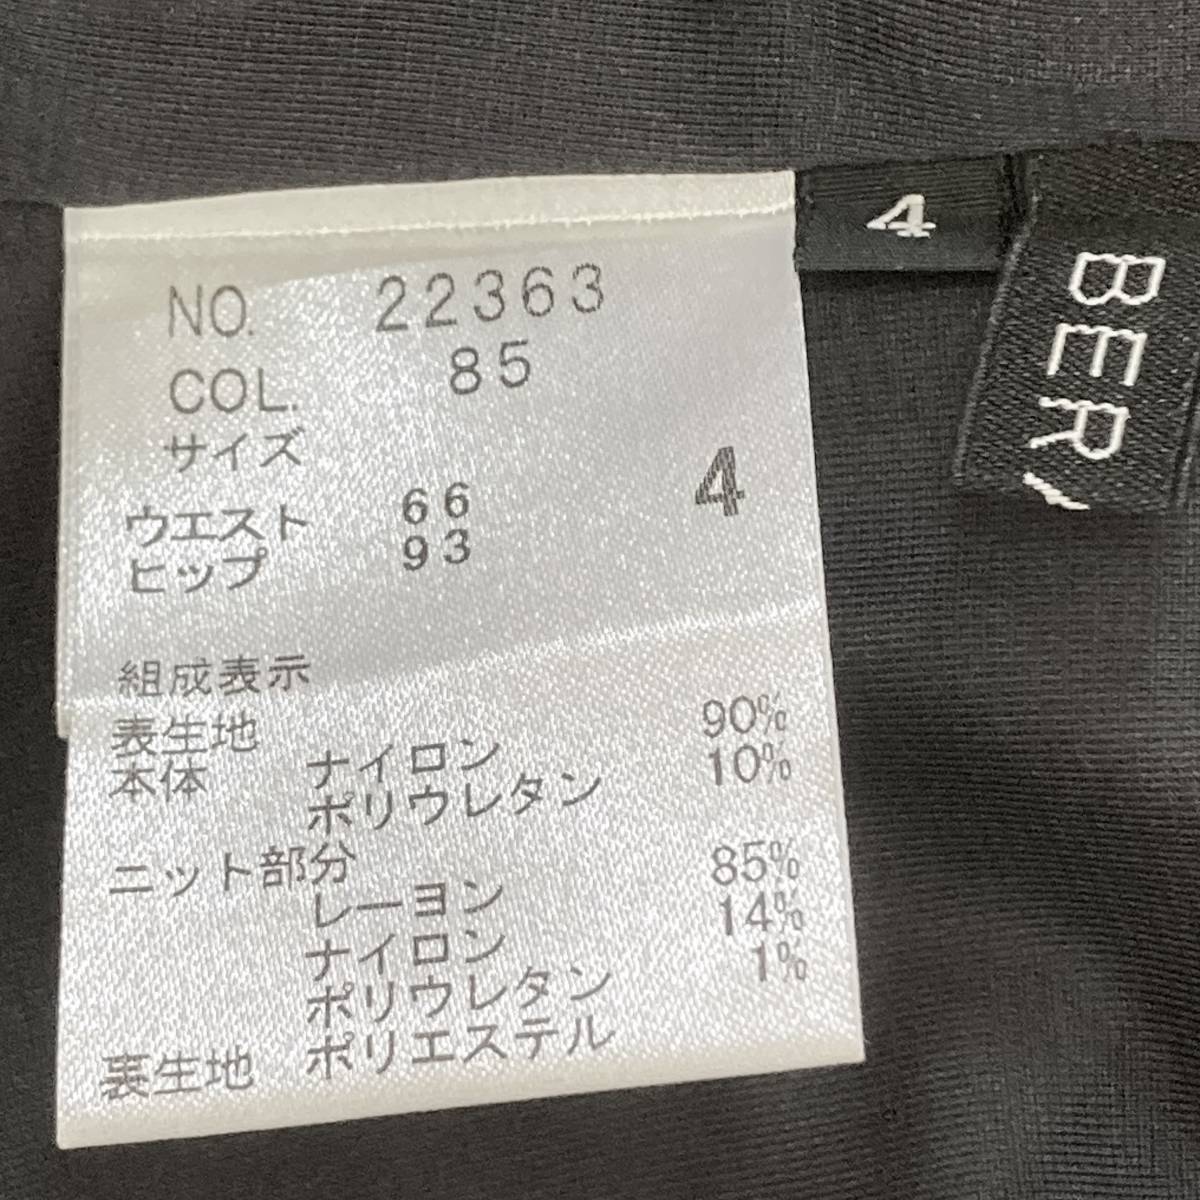 NO. 22363
COL. 85
サイズ 4
ウエスト 66
ヒップ 93
組成表示
表生地
本体 ナイロン 90%
ポリウレタン 10%
ニット部分
レーヨン 85%
ナイロン 14%
ポリウレタン 1%
裏生地 ポリエステル
4
BER